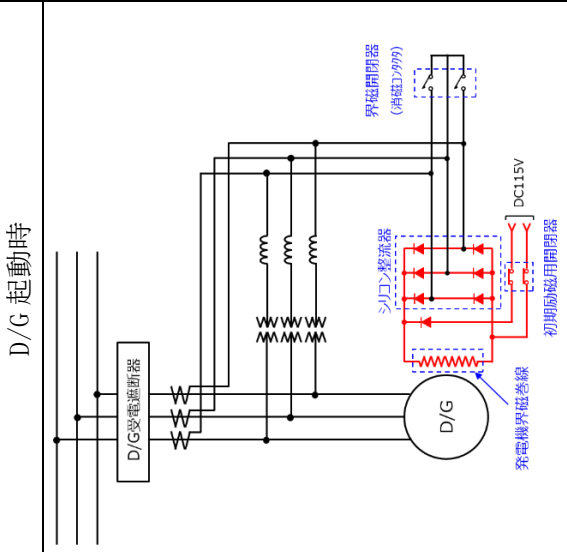 D/G 起動時
D/G受電遮断器
界磁開閉器
(消磁ｺﾝﾀｸﾀ)
シリコン整流器
DC115V
初期励磁用開閉器
発電機界磁巻線
D/G